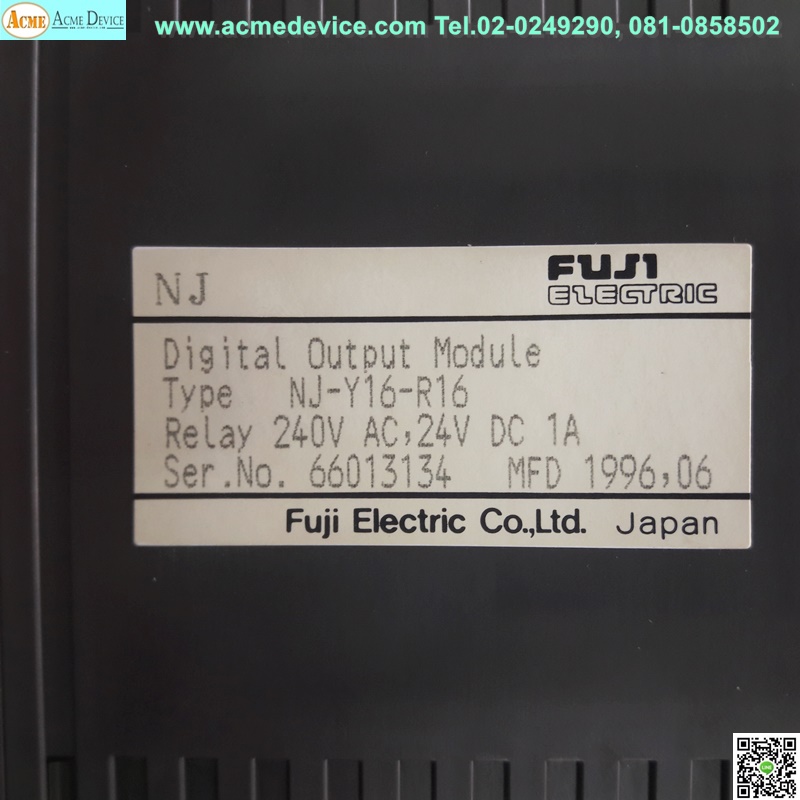 ACME ACME DEVICE
www.acmedevice.com Tel.02-0249290, 081-0858502
NJ
FUJI
ELECTRIC
Digital Output Module
Type NJ-Y16-R16
Relay 240V AC,24V DC 1A
Ser.No. 66013134 MFD 1996,06
Fuji Electric Co.,Ltd. Japan